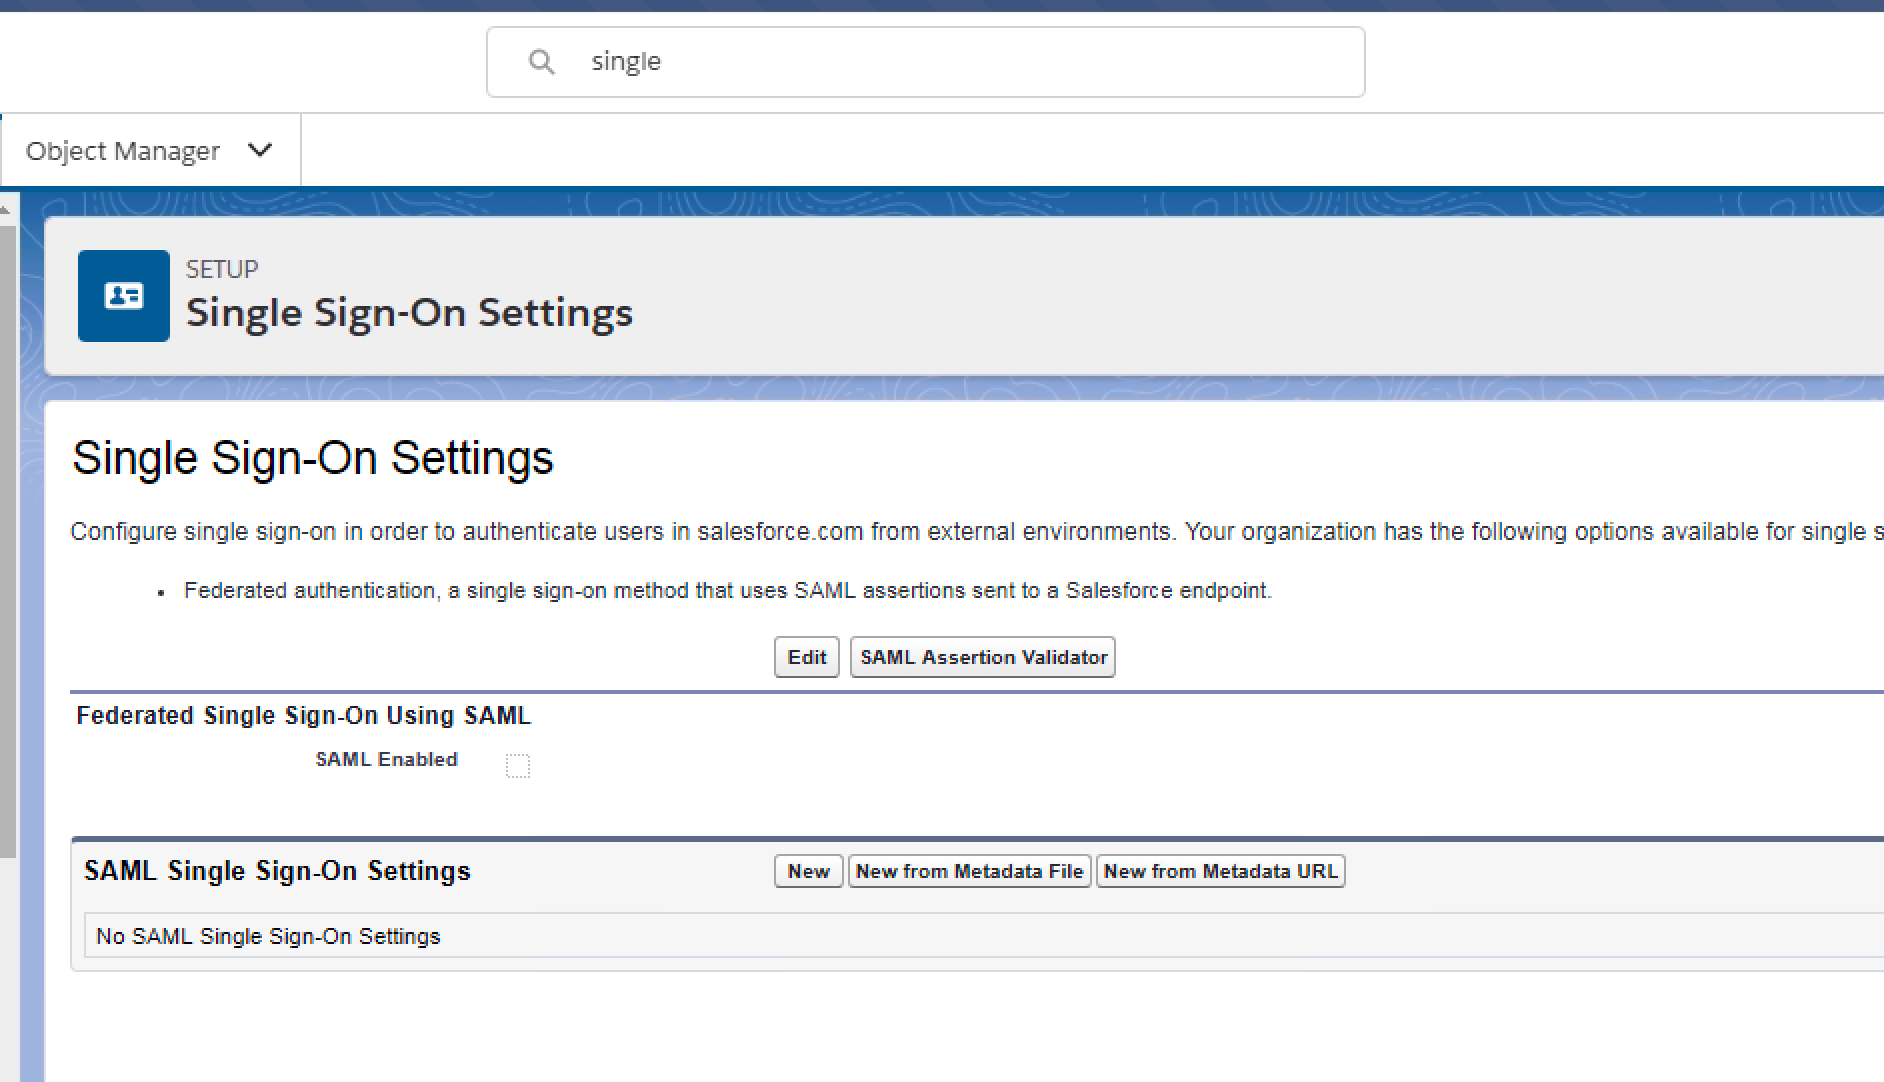 single
Object Manager
SETUP
Single Sign-On Settings
Single Sign-On Settings
Configure single sign-on in order to authenticate users in salesforce.com from external environments. Your organization has the following options available for single s
• Federated authentication, a single sign-on method that uses SAML assertions sent to a Salesforce endpoint.
Edit SAML Assertion Validator
Federated Single Sign-On Using SAML
SAML Enabled
SAML Single Sign-On Settings New New from Metadata File New from Metadata URL
No SAML Single Sign-On Settings